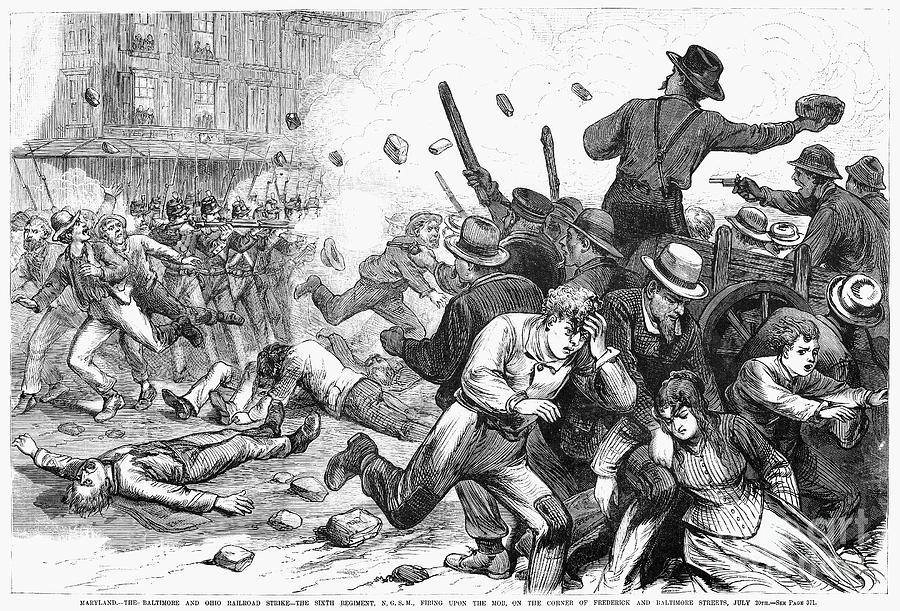 MARYLAND.—THE BALTIMORE AND OHIO RAILROAD STRIKE—THE SIXTH REGIMENT, N. G. S. M., FIRING UPON THE MOB, ON THE CORNER OF FREDERICK AND BALTIMORE STREETS, JULY 20TH.—SEE PAGE 371.